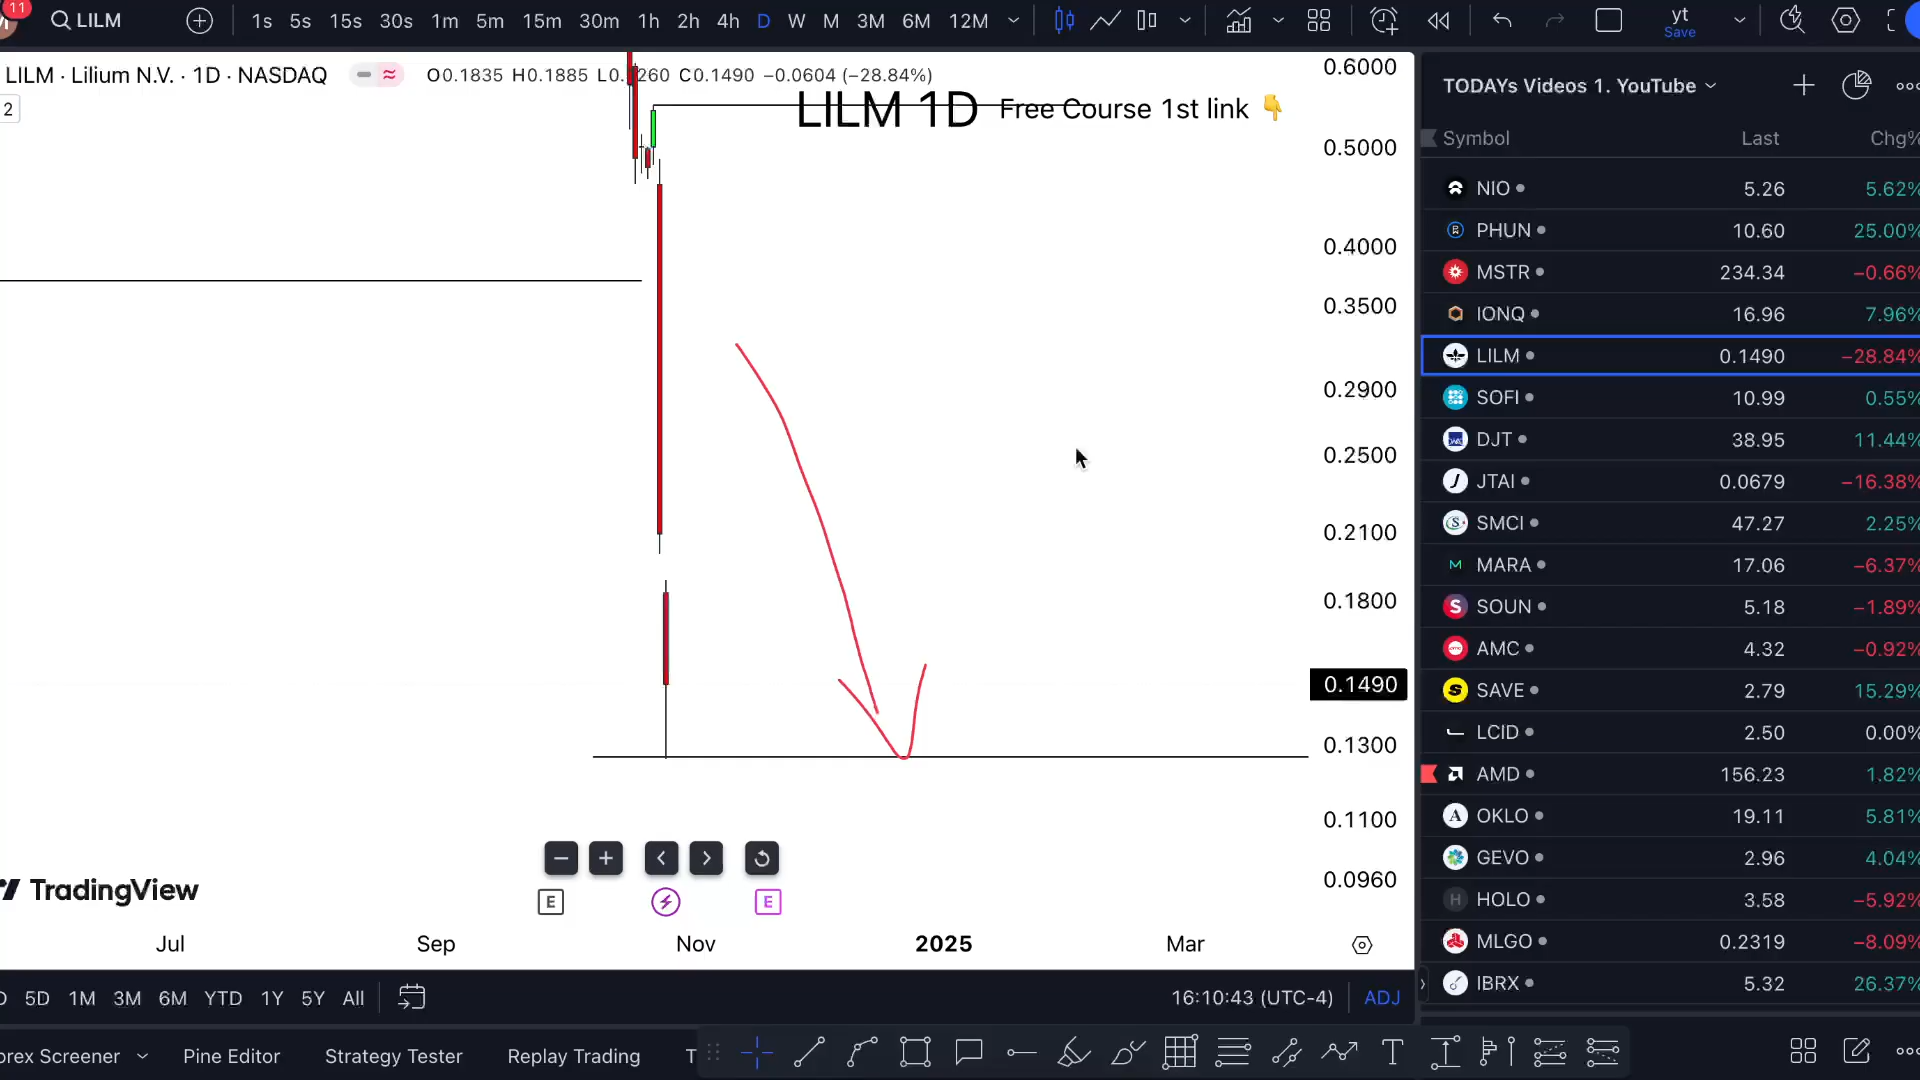 11
LILM
1s 5s 15s 30s 1m 5m 15m 30m 1h 2h 4h D W M 3M 6M 12M
yt
Save
LILM · Lilium N.V. · 1D · NASDAQ
O0.1835 H0.1885 L0.1260 C0.1490 −0.0604 (−28.84%)
2
LILM 1D Free Course 1st link
0.6000
0.5000
0.4000
0.3500
0.2900
0.2500
0.2100
0.1800
0.1490
0.1300
0.1100
0.0960
E E
TradingView
Jul Sep Nov 2025 Mar
5D 1M 3M 6M YTD 1Y 5Y All
16:10:43 (UTC-4) ADJ
orex Screener Pine Editor Strategy Tester Replay Trading T
TODAYs Videos 1. YouTube
Symbol Last Chg%
NIO 5.26 5.62%
PHUN 10.60 25.00%
MSTR 234.34 −0.66%
IONQ 16.96 7.96%
LILM 0.1490 −28.84%
SOFI 10.99 0.55%
DJT 38.95 11.44%
JTAI 0.0679 −16.38%
SMCI 47.27 2.25%
MARA 17.06 −6.37%
SOUN 5.18 −1.89%
AMC 4.32 −0.92%
SAVE 2.79 15.29%
LCID 2.50 0.00%
AMD 156.23 1.82%
OKLO 19.11 5.81%
GEVO 2.96 4.04%
HOLO 3.58 −5.92%
MLGO 0.2319 −8.09%
IBRX 5.32 26.37%